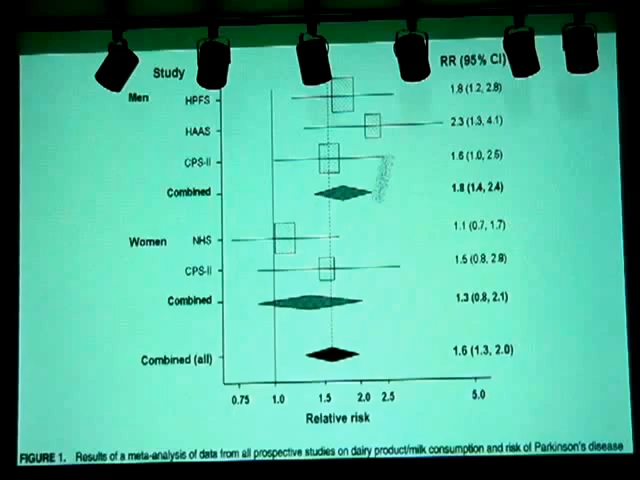 Study RR (95% CI)
Men HPFS 1.8 (1.2, 2.8)
HAAS 2.3 (1.3, 4.1)
CPS-II 1.6 (1.0, 2.5)
Combined 1.8 (1.4, 2.4)
Women NHS 1.1 (0.7, 1.7)
CPS-II 1.5 (0.8, 2.8)
Combined 1.3 (0.8, 2.1)
Combined (all) 1.6 (1.3, 2.0)
0.75 1.0 1.5 2.0 2.5 5.0
Relative risk
FIGURE 1. Results of a meta-analysis of data from all prospective studies on dairy product/milk consumption and risk of Parkinson's disease